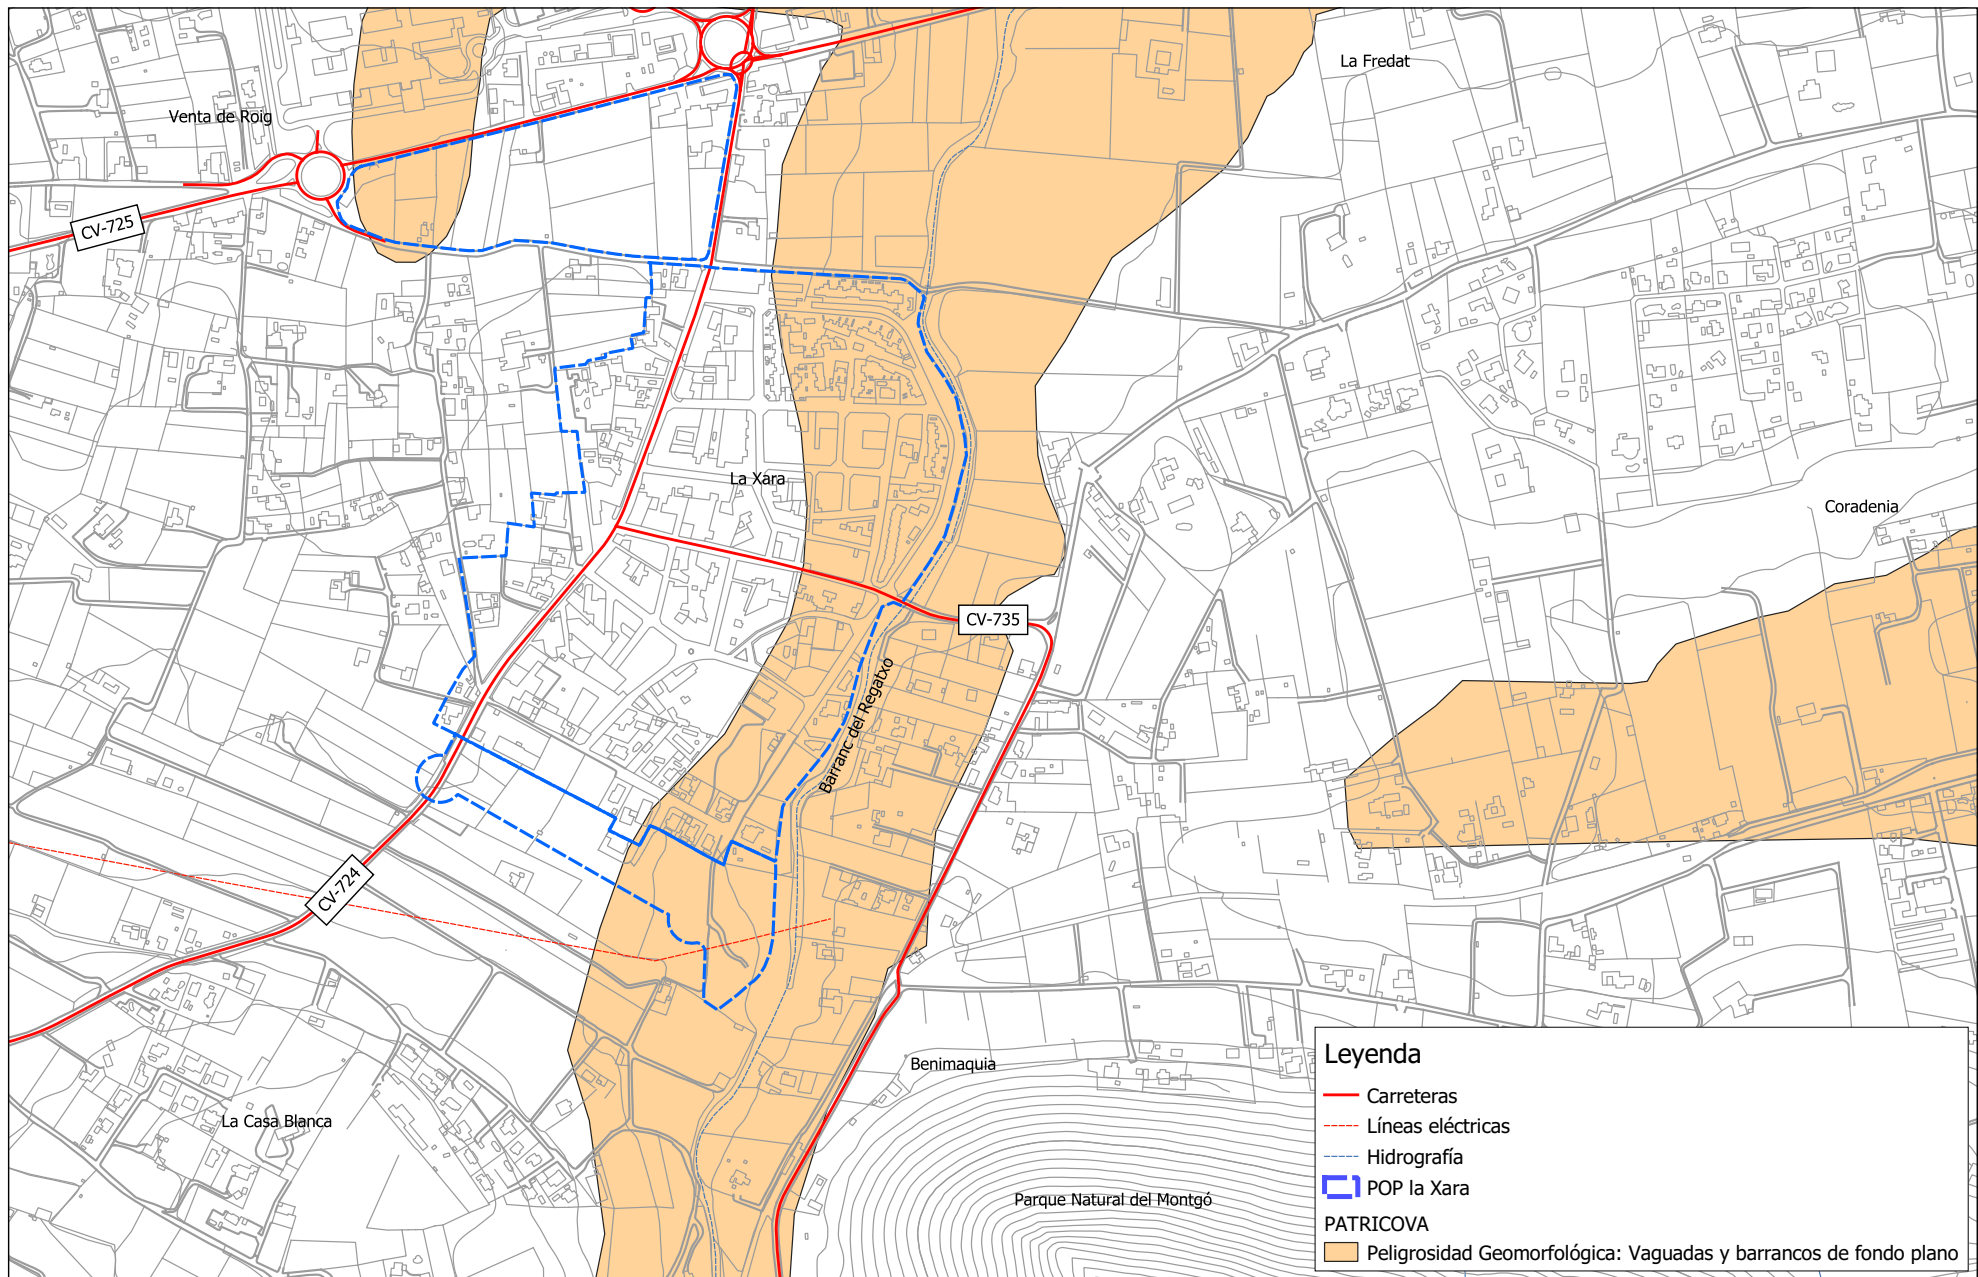 La Fredat
Venta de Roig
CV-725
La Xara
Coradenia
CV-735
Barranc del Regatxo
CV-724
Benimaquia
La Casa Blanca
Parque Natural del Montgó
Leyenda
Carreteras
Líneas eléctricas
Hidrografía
POP la Xara
PATRICOVA
Peligrosidad Geomorfológica: Vaguadas y barrancos de fondo plano